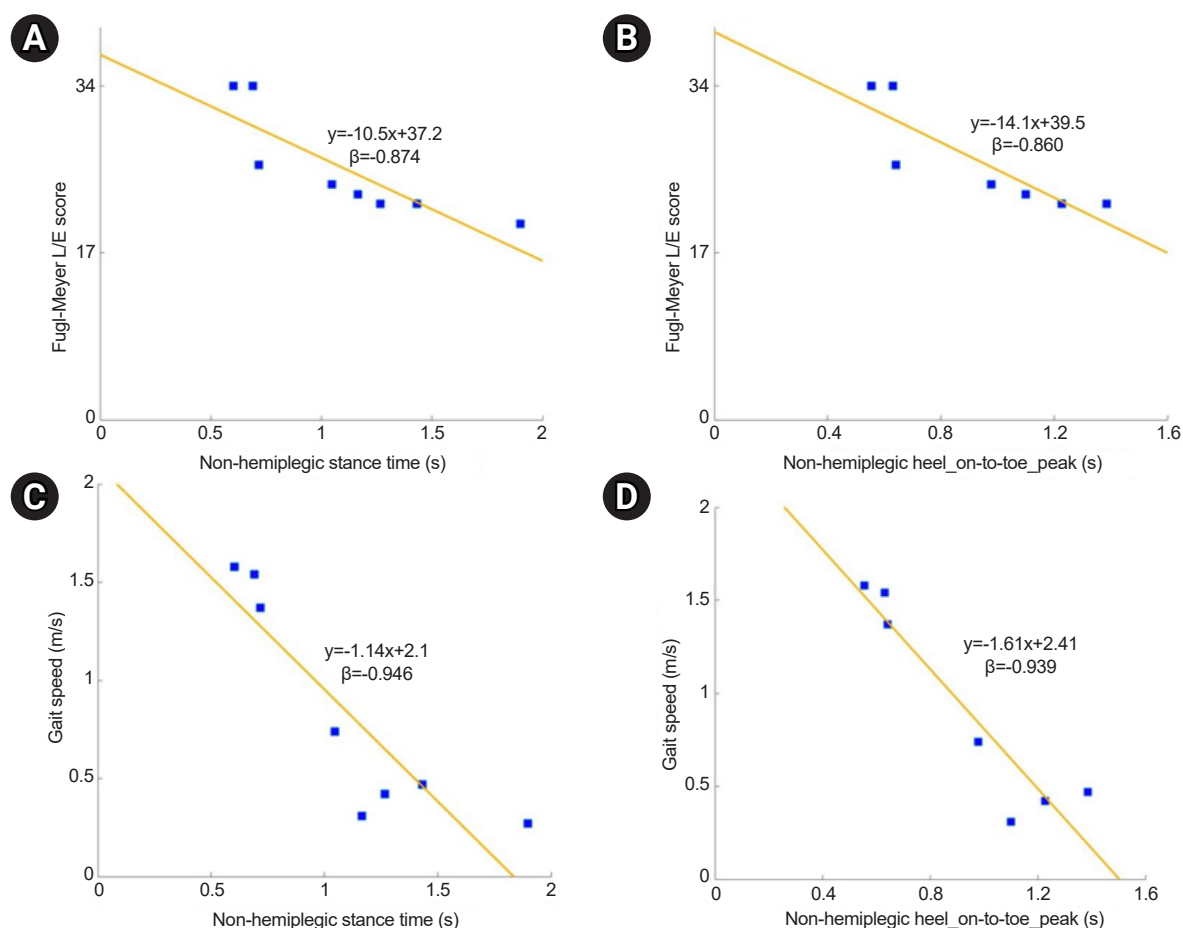 A
34
17
0
Fugl-Meyer L/E score
y=-10.5x+37.2
β=-0.874
0 0.5 1 1.5 2
Non-hemiplegic stance time (s)
B
34
17
0
Fugl-Meyer L/E score
y=-14.1x+39.5
β=-0.860
0 0.4 0.8 1.2 1.6
Non-hemiplegic heel_on-to-toe_peak (s)
C
2
1.5
1
0.5
0
Gait speed (m/s)
y=-1.14x+2.1
β=-0.946
0 0.5 1 1.5 2
Non-hemiplegic stance time (s)
D
2
1.5
1
0.5
0
Gait speed (m/s)
y=-1.61x+2.41
β=-0.939
0 0.4 0.8 1.2 1.6
Non-hemiplegic heel_on-to-toe_peak (s)